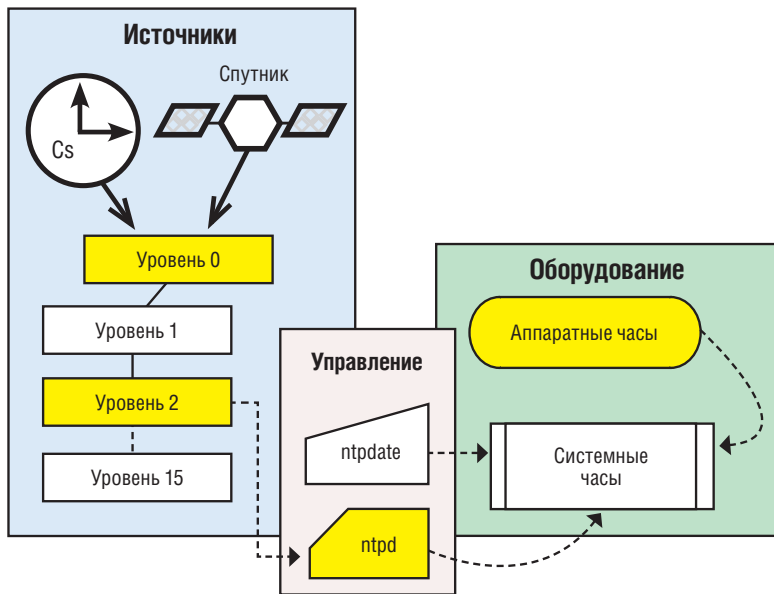 Источники
Спутник
Cs
Уровень 0
Уровень 1
Уровень 2
Уровень 15
Управление
ntpdate
ntpd
Оборудование
Аппаратные часы
Системные
часы